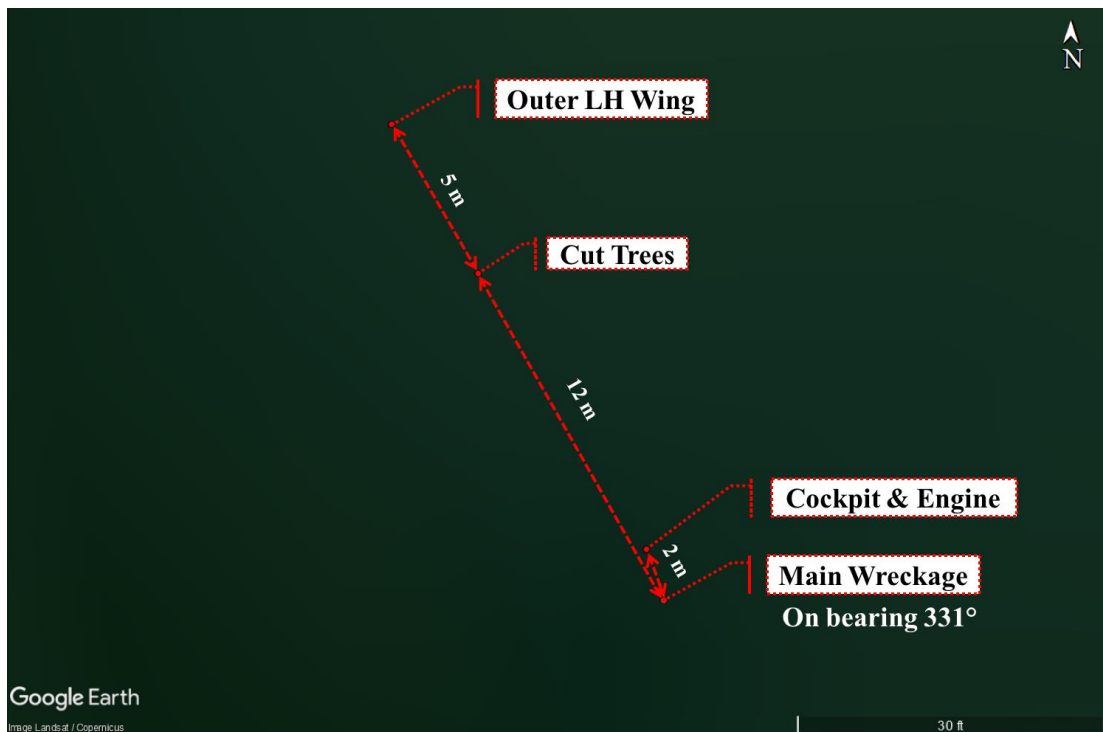 N
Outer LH Wing
5 m
Cut Trees
12 m
Cockpit & Engine
2 m
Main Wreckage
On bearing 331°
Google Earth
Image Landsat / Copernicus
30 ft